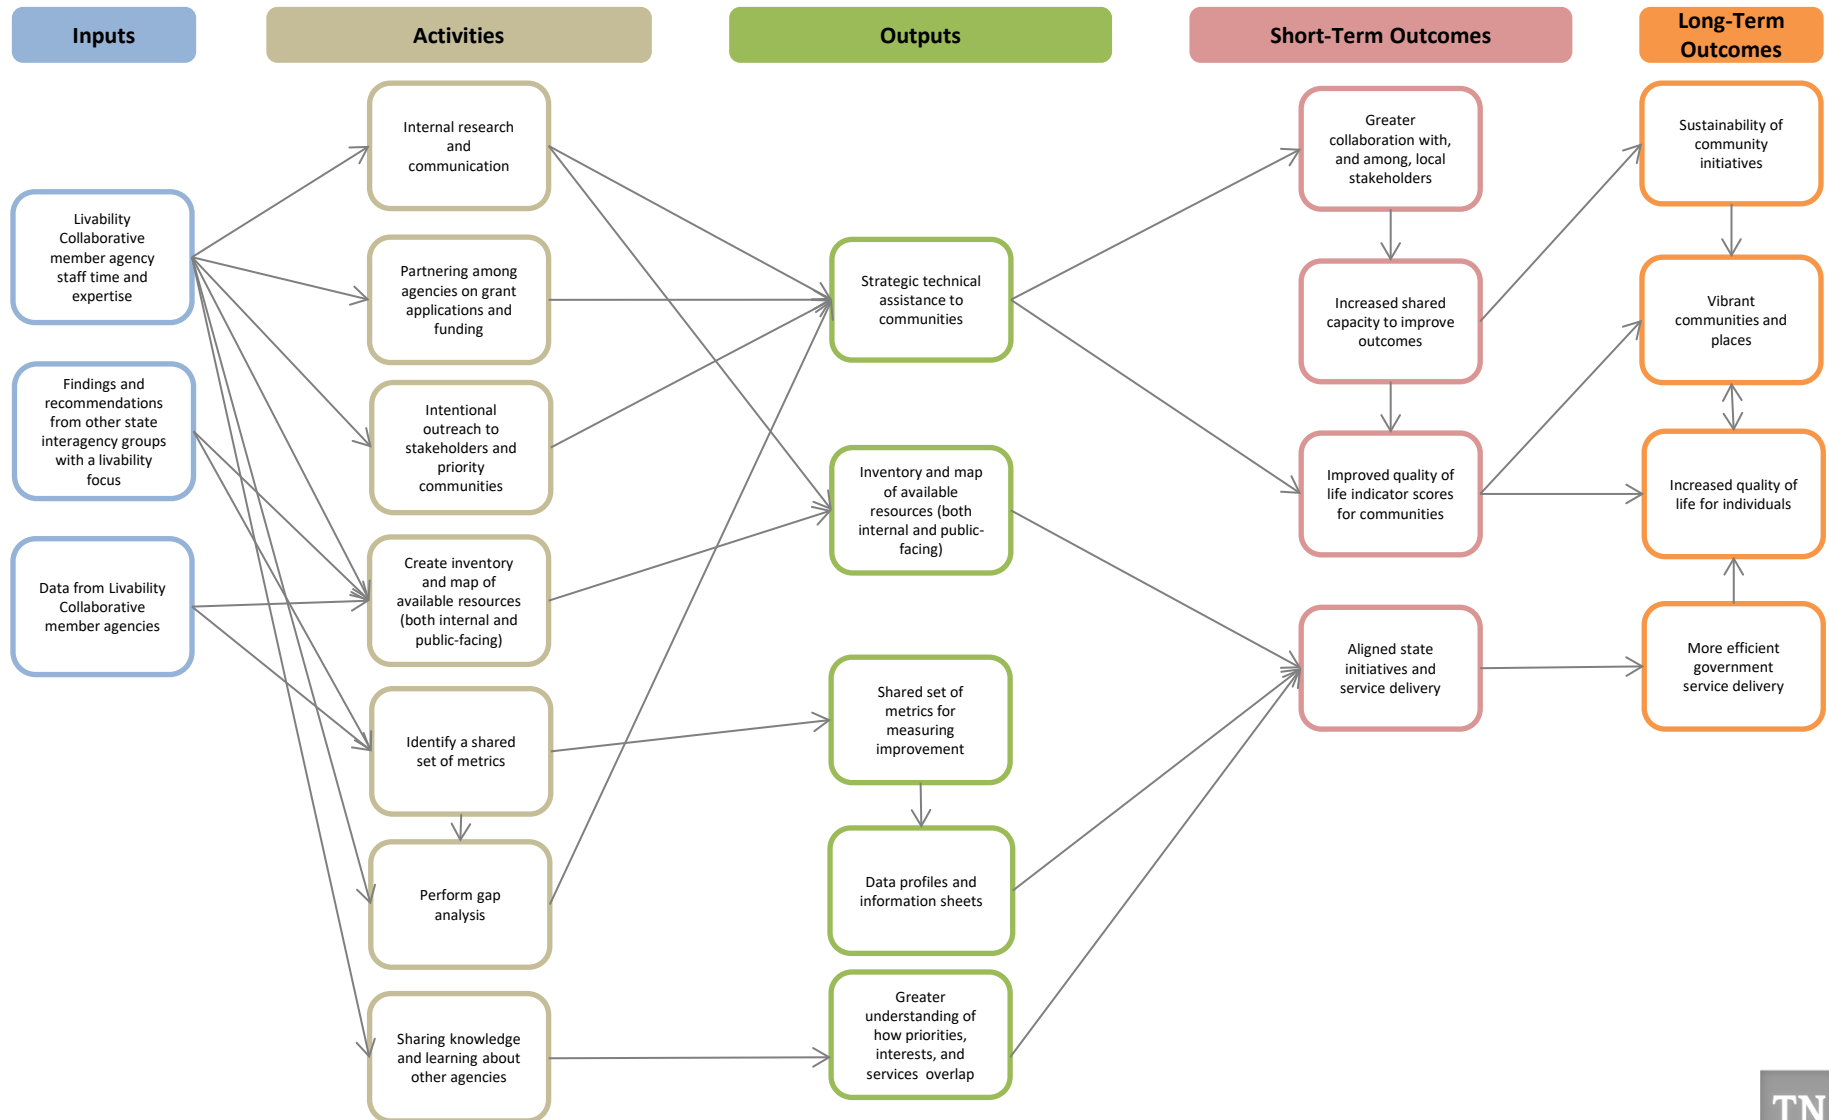 Inputs
Activities
Outputs
Short-Term Outcomes
Long-Term
Outcomes
Livability
Collaborative
member agency
staff time and
expertise
Findings and
recommendations
from other state
interagency groups
with a livability
focus
Data from Livability
Collaborative
member agencies
Internal research
and
communication
Partnering among
agencies on grant
applications and
funding
Intentional
outreach to
stakeholders and
priority
communities
Create inventory
and map of
available resources
(both internal and
public-facing)
Identify a shared
set of metrics
Perform gap
analysis
Sharing knowledge
and learning about
other agencies
Strategic technical
assistance to
communities
Inventory and map
of available
resources (both
internal and public-
facing)
Shared set of
metrics for
measuring
improvement
Data profiles and
information sheets
Greater
understanding of
how priorities,
interests, and
services overlap
Greater
collaboration with,
and among, local
stakeholders
Increased shared
capacity to improve
outcomes
Improved quality of
life indicator scores
for communities
Aligned state
initiatives and
service delivery
Sustainability of
community
initiatives
Vibrant
communities and
places
Increased quality of
life for individuals
More efficient
government
service delivery
TN